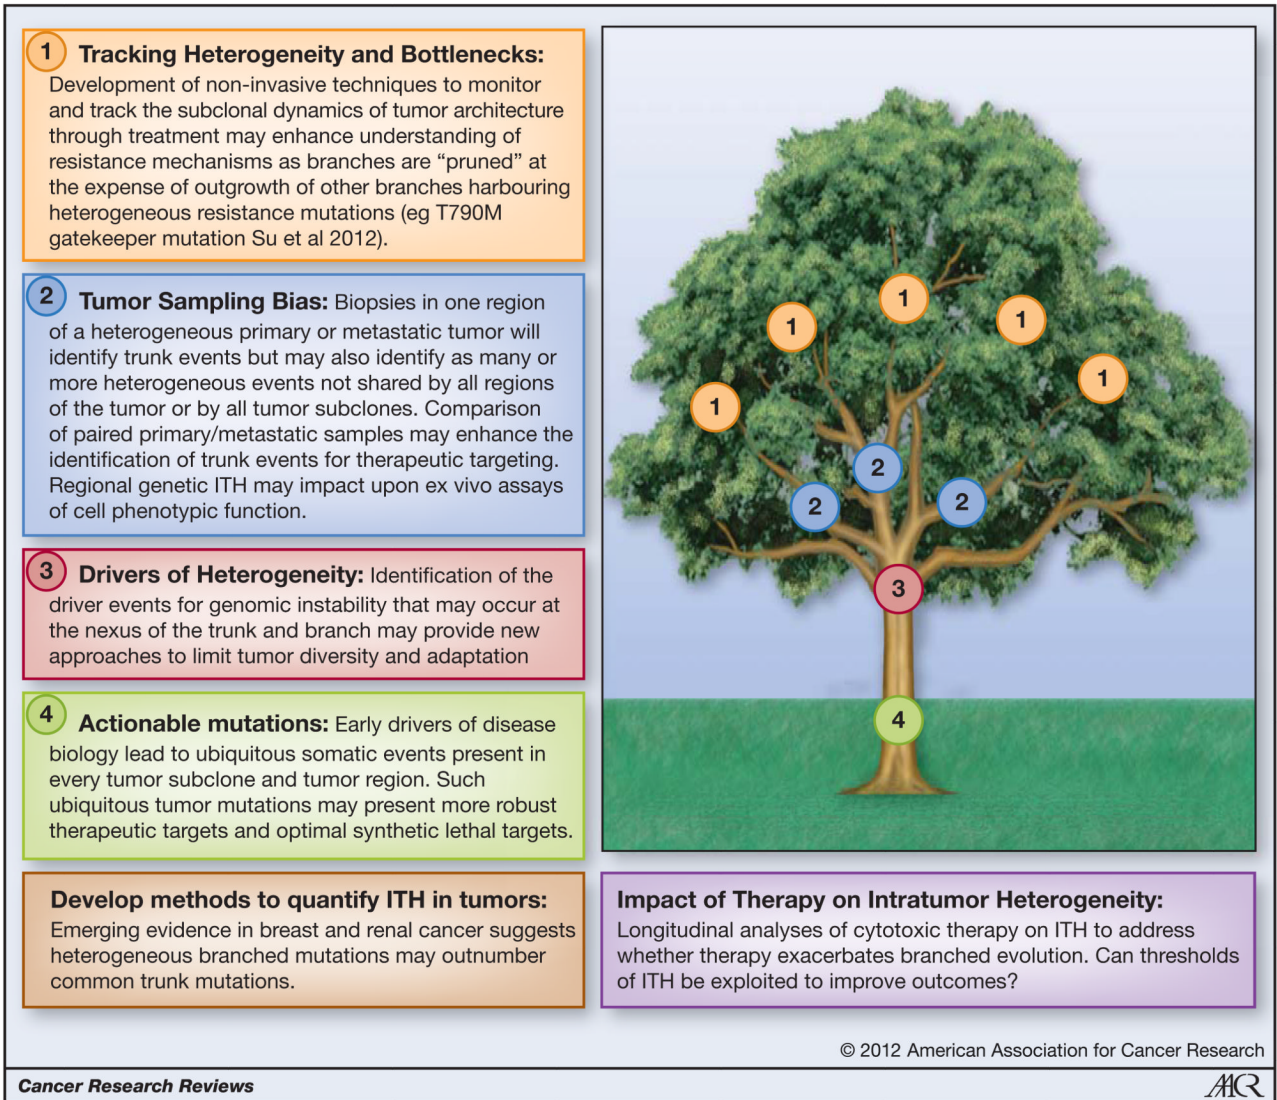 1 Tracking Heterogeneity and Bottlenecks:
Development of non-invasive techniques to monitor
and track the subclonal dynamics of tumor architecture
through treatment may enhance understanding of
resistance mechanisms as branches are “pruned” at
the expense of outgrowth of other branches harbouring
heterogeneous resistance mutations (eg T790M
gatekeeper mutation Su et al 2012).
2 Tumor Sampling Bias: Biopsies in one region
of a heterogeneous primary or metastatic tumor will
identify trunk events but may also identify as many or
more heterogeneous events not shared by all regions
of the tumor or by all tumor subclones. Comparison
of paired primary/metastatic samples may enhance the
identification of trunk events for therapeutic targeting.
Regional genetic ITH may impact upon ex vivo assays
of cell phenotypic function.
3 Drivers of Heterogeneity: Identification of the
driver events for genomic instability that may occur at
the nexus of the trunk and branch may provide new
approaches to limit tumor diversity and adaptation
4 Actionable mutations: Early drivers of disease
biology lead to ubiquitous somatic events present in
every tumor subclone and tumor region. Such
ubiquitous tumor mutations may present more robust
therapeutic targets and optimal synthetic lethal targets.
1
1
1
1
1
2
2
2
3
4
Develop methods to quantify ITH in tumors:
Emerging evidence in breast and renal cancer suggests
heterogeneous branched mutations may outnumber
common trunk mutations.
Impact of Therapy on Intratumor Heterogeneity:
Longitudinal analyses of cytotoxic therapy on ITH to address
whether therapy exacerbates branched evolution. Can thresholds
of ITH be exploited to improve outcomes?
© 2012 American Association for Cancer Research
Cancer Research Reviews
AACR